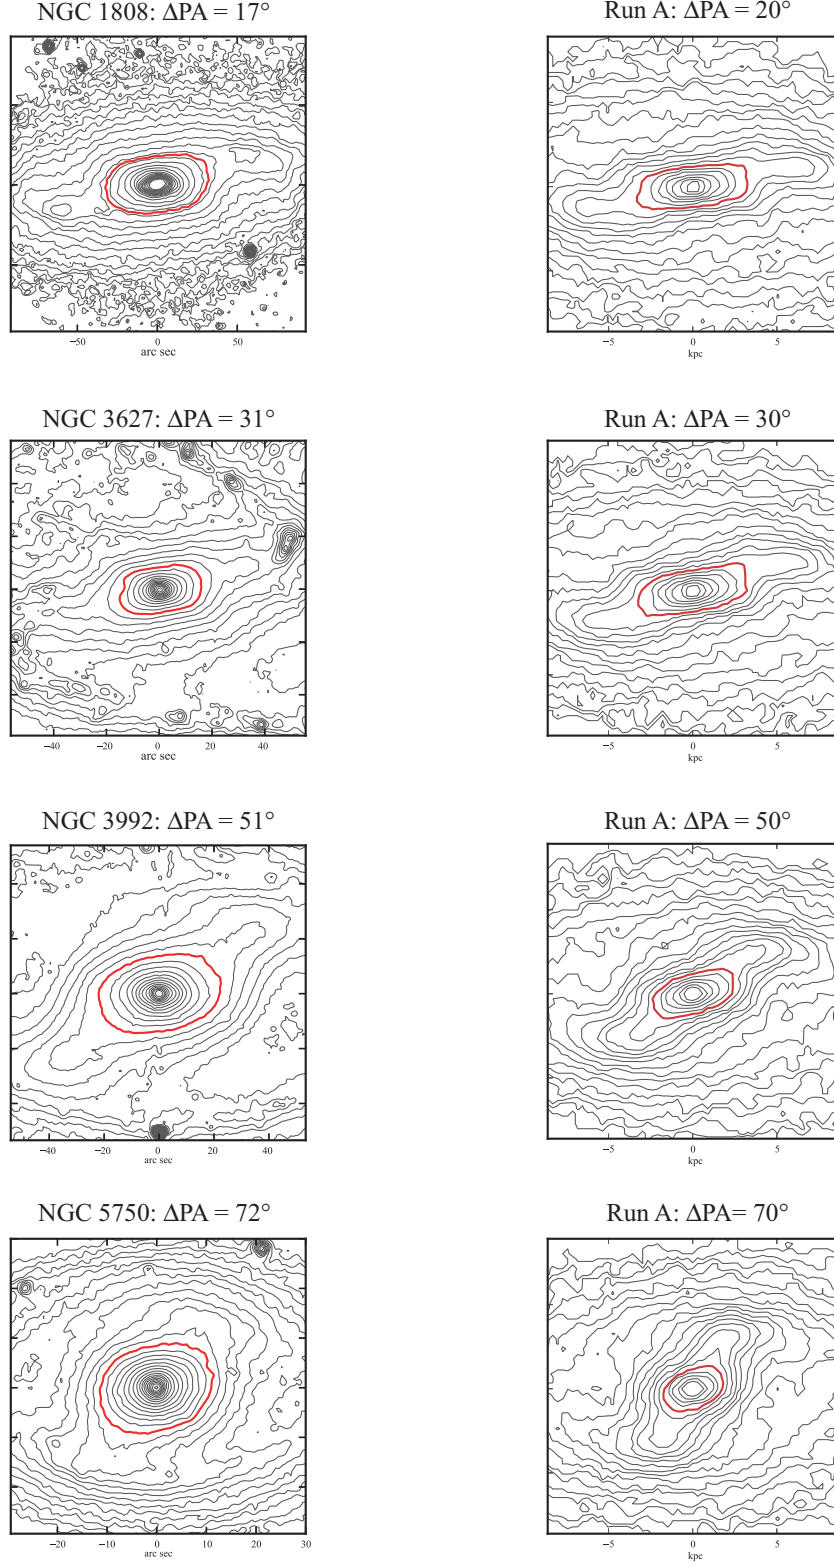 NGC 1808: ΔPA = 17°
Run A: ΔPA = 20°
−50 0 50
arc sec
−5 0 5
kpc
NGC 3627: ΔPA = 31°
Run A: ΔPA = 30°
−40 −20 0 20 40
arc sec
−5 0 5
kpc
NGC 3992: ΔPA = 51°
Run A: ΔPA = 50°
−40 −20 0 20 40
arc sec
−5 0 5
kpc
NGC 5750: ΔPA = 72°
Run A: ΔPA= 70°
−20 −10 0 10 20 30
arc sec
−5 0 5
kpc